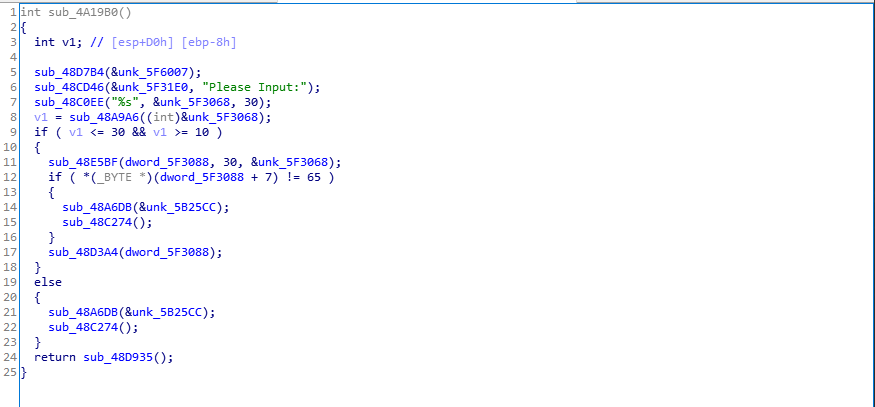 1 int sub_4A19B0()
2 {
3   int v1; // [esp+D0h] [ebp-8h]
4
5   sub_48D7B4(&unk_5F6007);
6   sub_48CD46(&unk_5F31E0, "Please Input:");
7   sub_48C0EE("%s", &unk_5F3068, 30);
8   v1 = sub_48A9A6((int)&unk_5F3068);
9   if ( v1 <= 30 && v1 >= 10 )
10   {
11     sub_48E5BF(dword_5F3088, 30, &unk_5F3068);
12     if ( *(_BYTE *)(dword_5F3088 + 7) != 65 )
13     {
14       sub_48A6DB(&unk_5B25CC);
15       sub_48C274();
16     }
17     sub_48D3A4(dword_5F3088);
18   }
19   else
20   {
21     sub_48A6DB(&unk_5B25CC);
22     sub_48C274();
23   }
24   return sub_48D935();
25 }